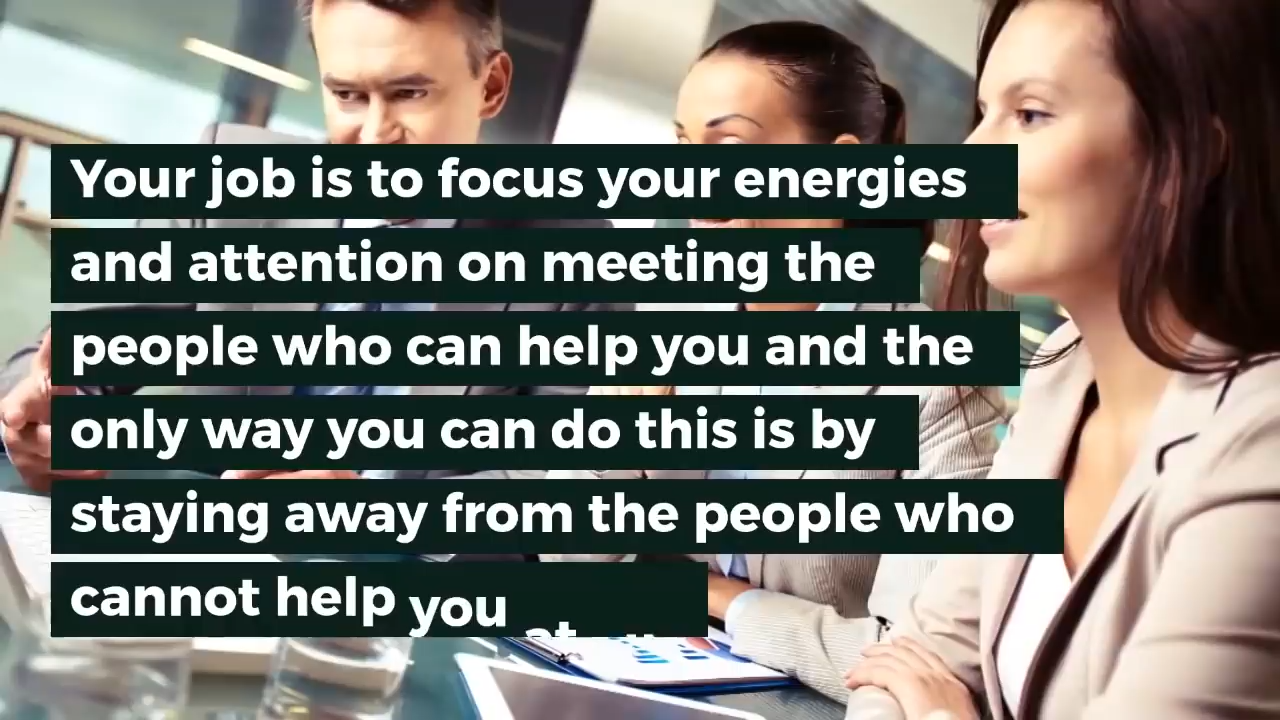 Your job is to focus your energies
and attention on meeting the
people who can help you and the
only way you can do this is by
staying away from the people who
cannot help you at